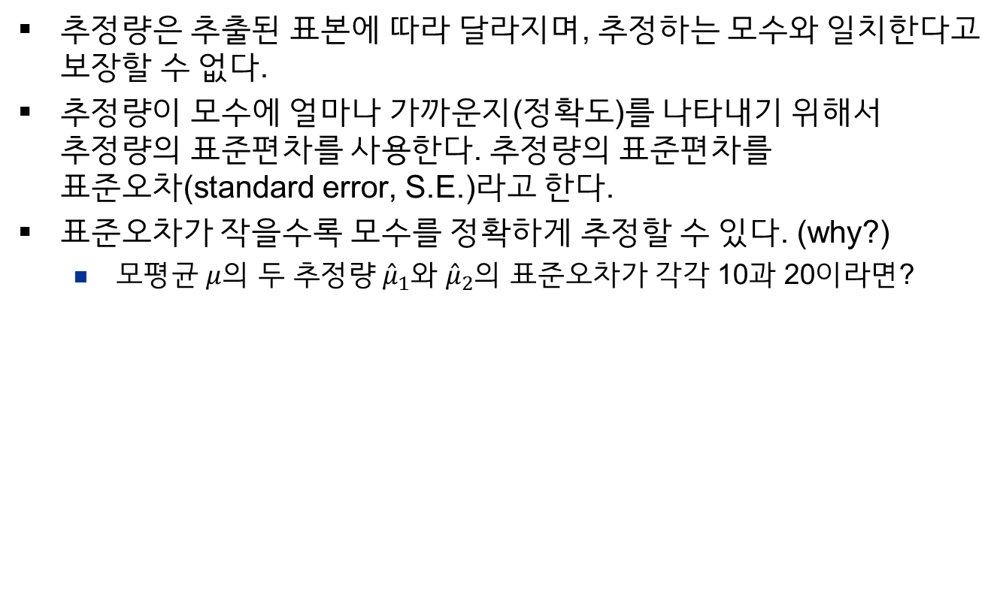 ▪ 추정량은 추출된 표본에 따라 달라지며, 추정하는 모수와 일치한다고
보장할 수 없다.
▪ 추정량이 모수에 얼마나 가까운지(정확도)를 나타내기 위해서
추정량의 표준편차를 사용한다. 추정량의 표준편차를
표준오차(standard error, S.E.)라고 한다.
▪ 표준오차가 작을수록 모수를 정확하게 추정할 수 있다. (why?)
■ 모평균 𝜇의 두 추정량 𝜇̂₁와 𝜇̂₂의 표준오차가 각각 10과 20이라면?